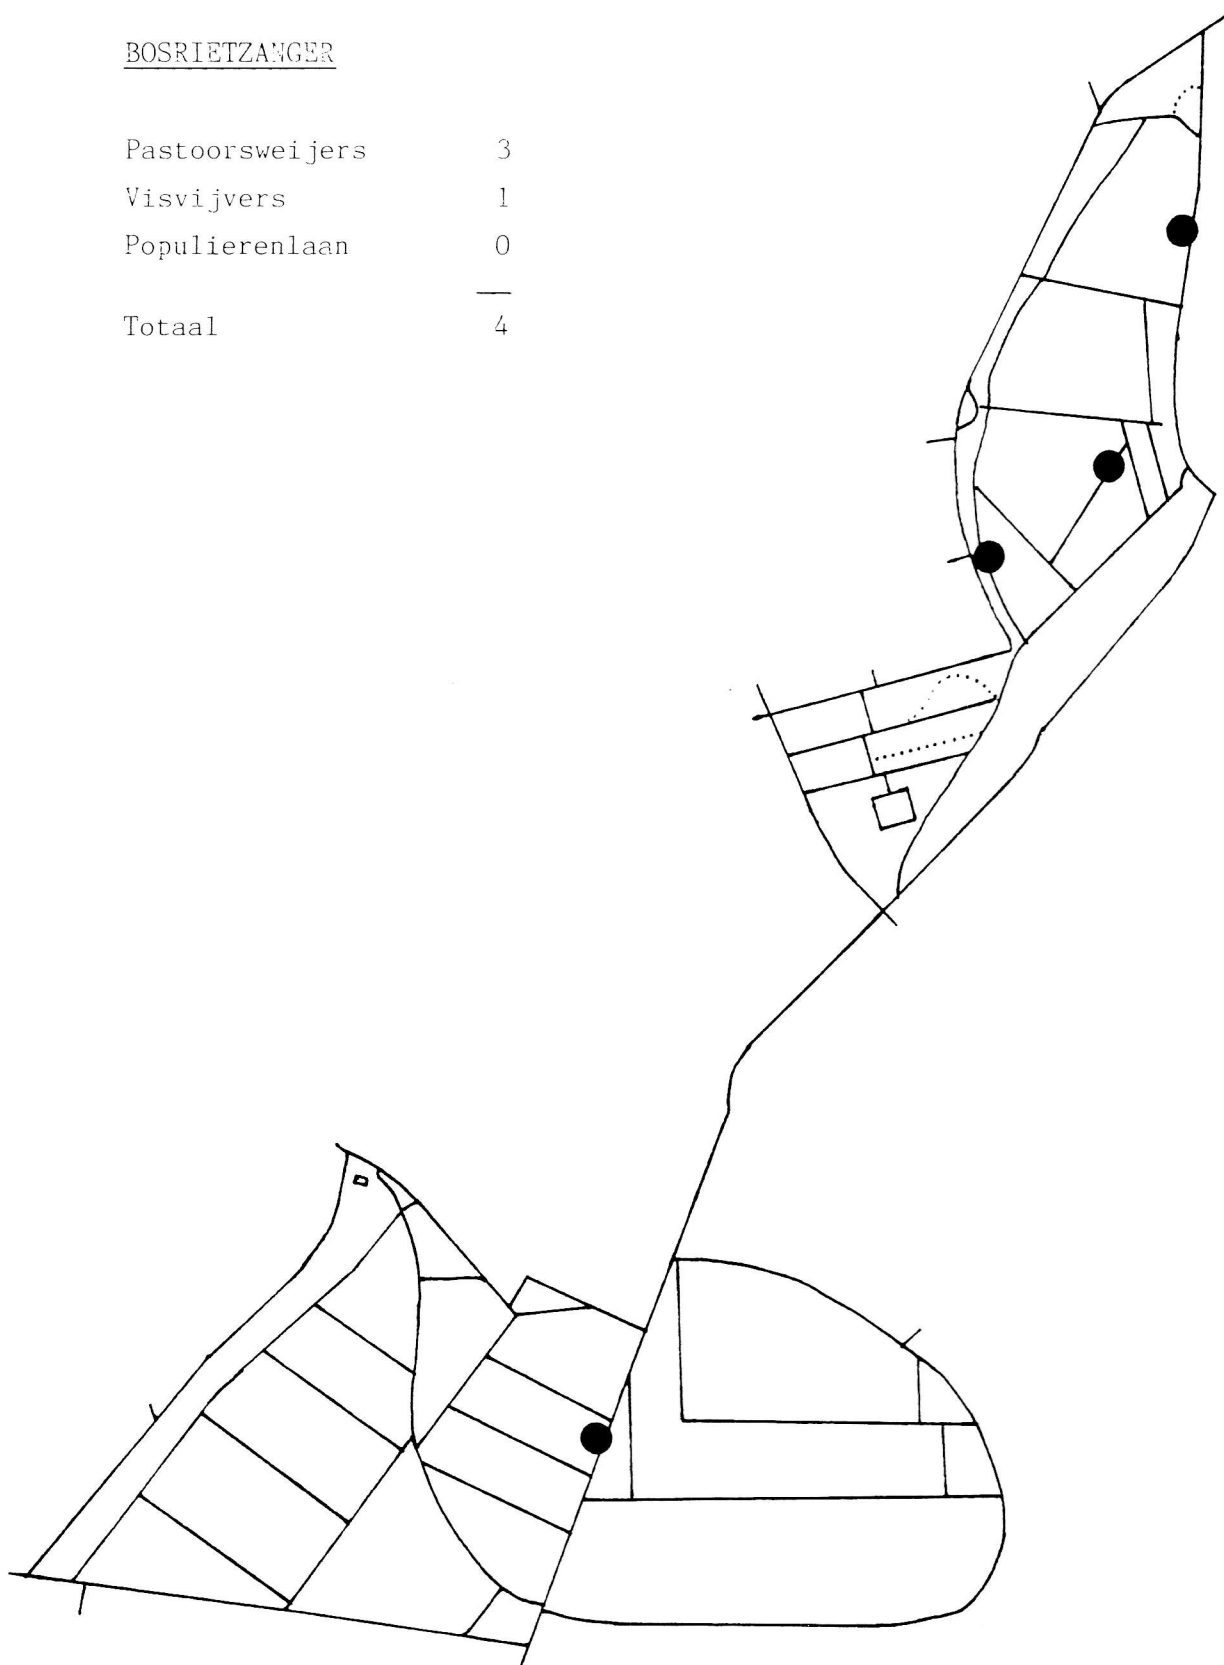 BOSRIETZANGER
Pastoorsweijers 3
Visvijvers 1
Populierenlaan 0
Totaal 4